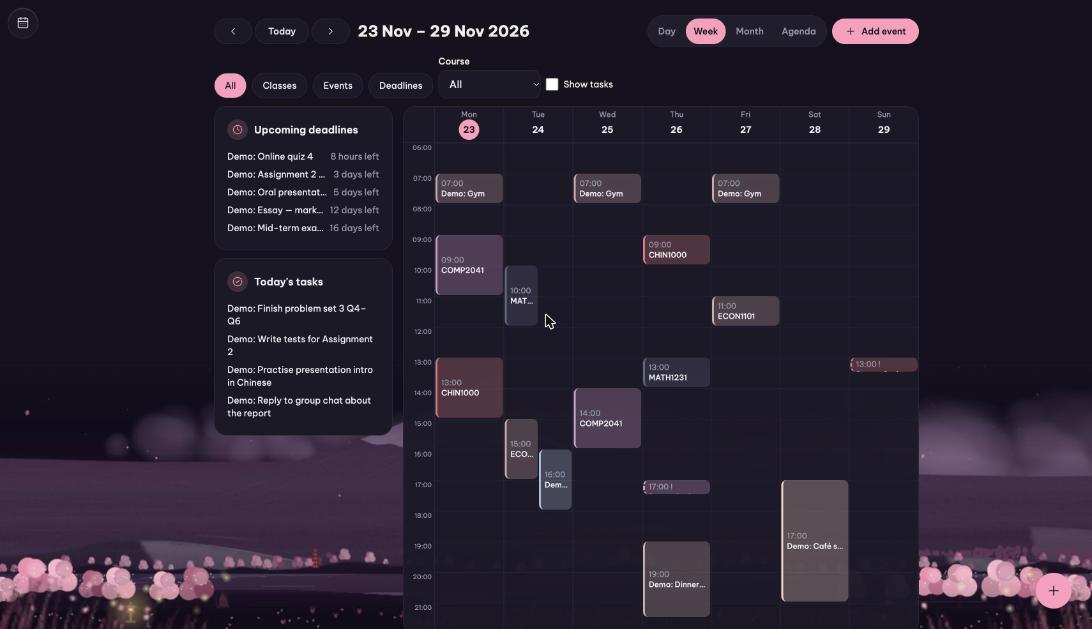 Today
23 Nov – 29 Nov 2026
Day
Week
Month
Agenda
+ Add event
All
Classes
Events
Deadlines
Course
All
Show tasks
Upcoming deadlines
Demo: Online quiz 4 8 hours left
Demo: Assignment 2 ... 3 days left
Demo: Oral presentat... 5 days left
Demo: Essay — mark... 12 days left
Demo: Mid-term exa... 16 days left
Today's tasks
Demo: Finish problem set 3 Q4–
Q6
Demo: Write tests for Assignment
2
Demo: Practise presentation intro
in Chinese
Demo: Reply to group chat about
the report
Mon Tue Wed Thu Fri Sat Sun
23 24 25 26 27 28 29
06:00
07:00
08:00
09:00
10:00
11:00
12:00
13:00
14:00
15:00
16:00
17:00
18:00
19:00
20:00
21:00
07:00
Demo: Gym
09:00
COMP2041
13:00
CHIN1000
10:00
MAT...
15:00
ECO...
16:00
Dem...
07:00
Demo: Gym
14:00
COMP2041
09:00
CHIN1000
13:00
MATH1231
17:00 !
19:00
Demo: Dinner...
07:00
Demo: Gym
11:00
ECON1101
17:00
Demo: Café s...
13:00 !
+